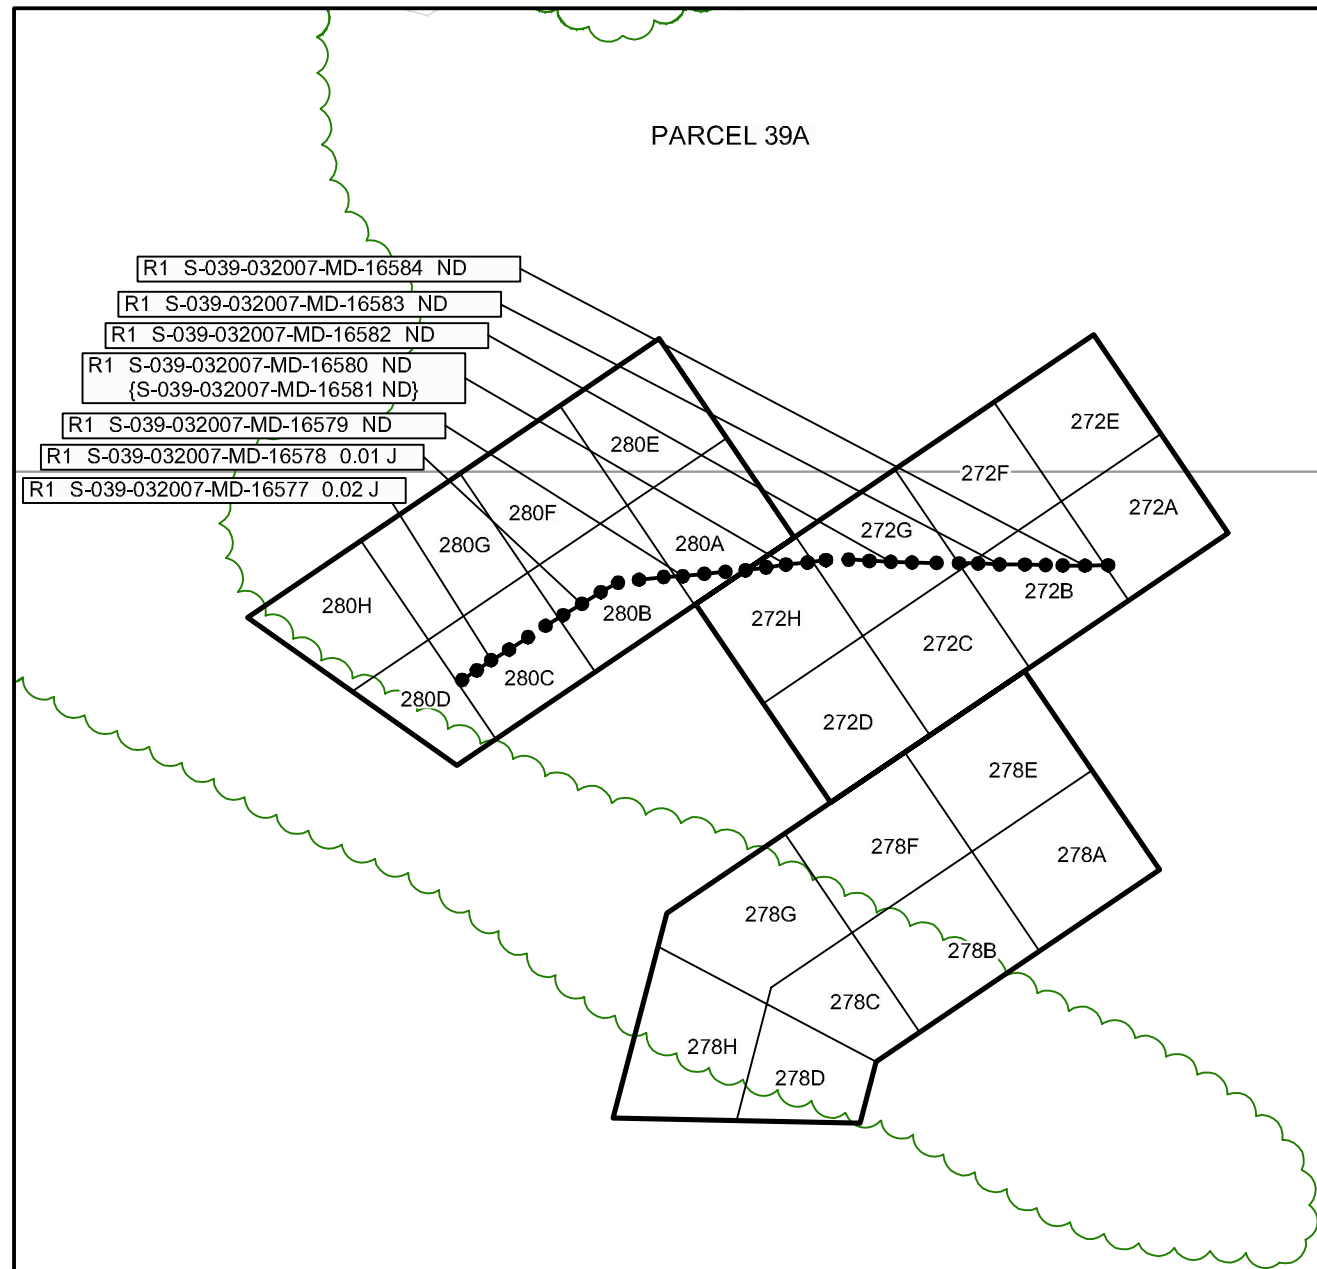 PARCEL 39A
R1 S-039-032007-MD-16584 ND
R1 S-039-032007-MD-16583 ND
R1 S-039-032007-MD-16582 ND
R1 S-039-032007-MD-16580 ND
{S-039-032007-MD-16581 ND}
R1 S-039-032007-MD-16579 ND
R1 S-039-032007-MD-16578 0.01 J
R1 S-039-032007-MD-16577 0.02 J
280E
280F
280G
280H
280A
280B
280C
280D
272E
272F
272G
272A
272B
272H
272C
272D
278E
278F
278A
278G
278B
278C
278H
278D